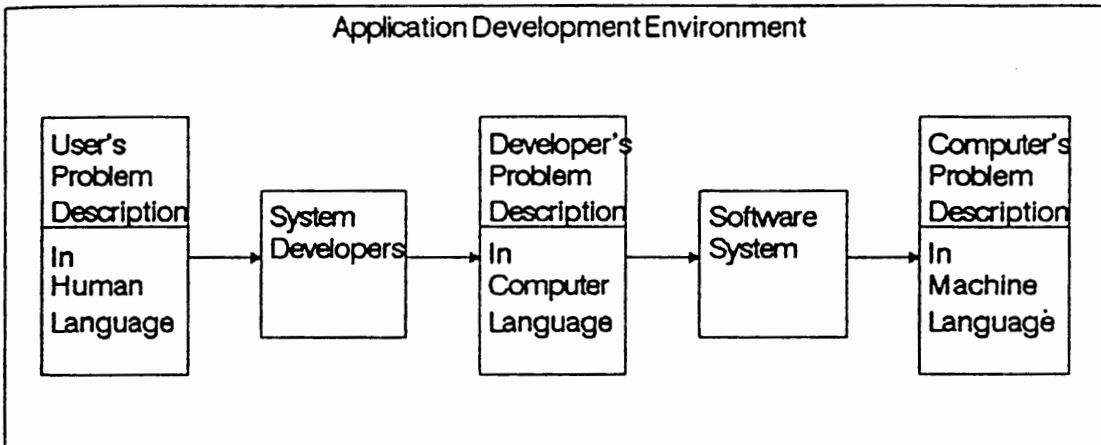 Application Development Environment
User's
Problem
Description
In
Human
Language
System
Developers
Developer's
Problem
Description
In
Computer
Language
Software
System
Computer's
Problem
Description
In
Machine
Language